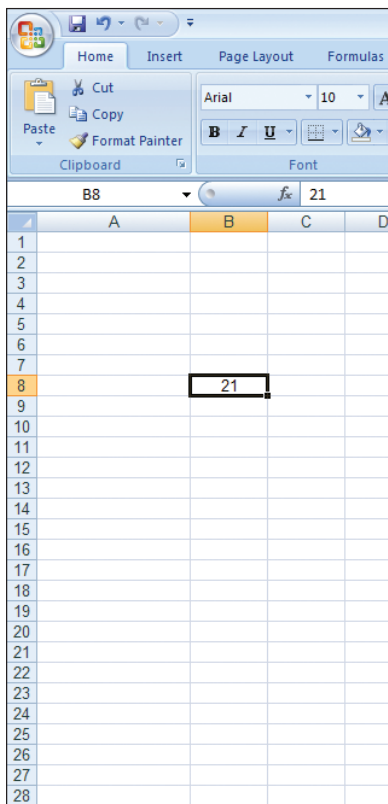 Home Insert Page Layout Formulas
Cut
Copy
Format Painter
Paste
Arial 10 A
B I U
Clipboard Font
B8 fx 21
A B C D
1
2
3
4
5
6
7
8 21
9
10
11
12
13
14
15
16
17
18
19
20
21
22
23
24
25
26
27
28